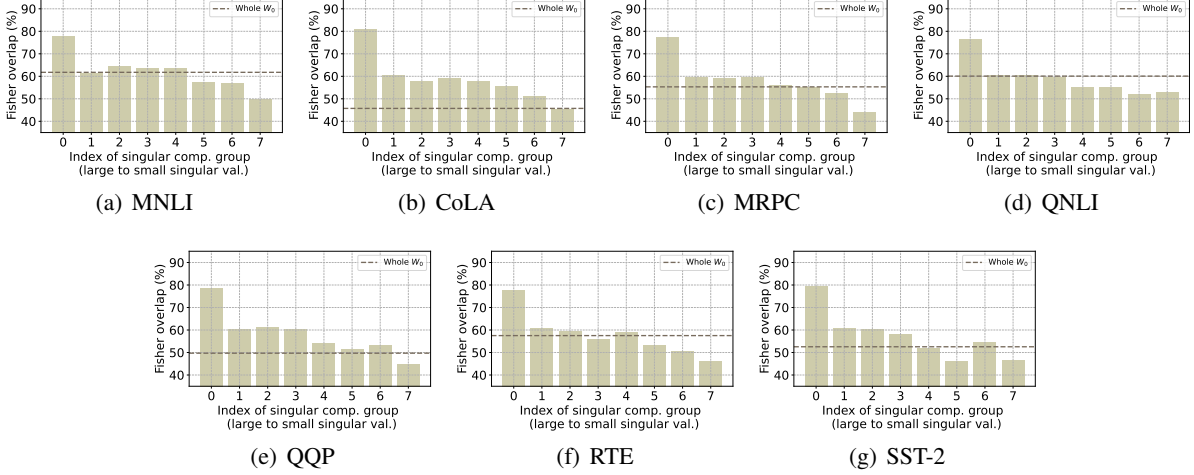 Fisher overlap (%)
90
80
70
60
50
40
Whole W₀
0 1 2 3 4 5 6 7
Index of singular comp. group
(large to small singular val.)
(a) MNLI
Fisher overlap (%)
90
80
70
60
50
40
Whole W₀
0 1 2 3 4 5 6 7
Index of singular comp. group
(large to small singular val.)
(b) CoLA
Fisher overlap (%)
90
80
70
60
50
40
Whole W₀
0 1 2 3 4 5 6 7
Index of singular comp. group
(large to small singular val.)
(c) MRPC
Fisher overlap (%)
90
80
70
60
50
40
Whole W₀
0 1 2 3 4 5 6 7
Index of singular comp. group
(large to small singular val.)
(d) QNLI
Fisher overlap (%)
90
80
70
60
50
40
Whole W₀
0 1 2 3 4 5 6 7
Index of singular comp. group
(large to small singular val.)
(e) QQP
Fisher overlap (%)
90
80
70
60
50
40
Whole W₀
0 1 2 3 4 5 6 7
Index of singular comp. group
(large to small singular val.)
(f) RTE
Fisher overlap (%)
90
80
70
60
50
40
Whole W₀
0 1 2 3 4 5 6 7
Index of singular comp. group
(large to small singular val.)
(g) SST-2